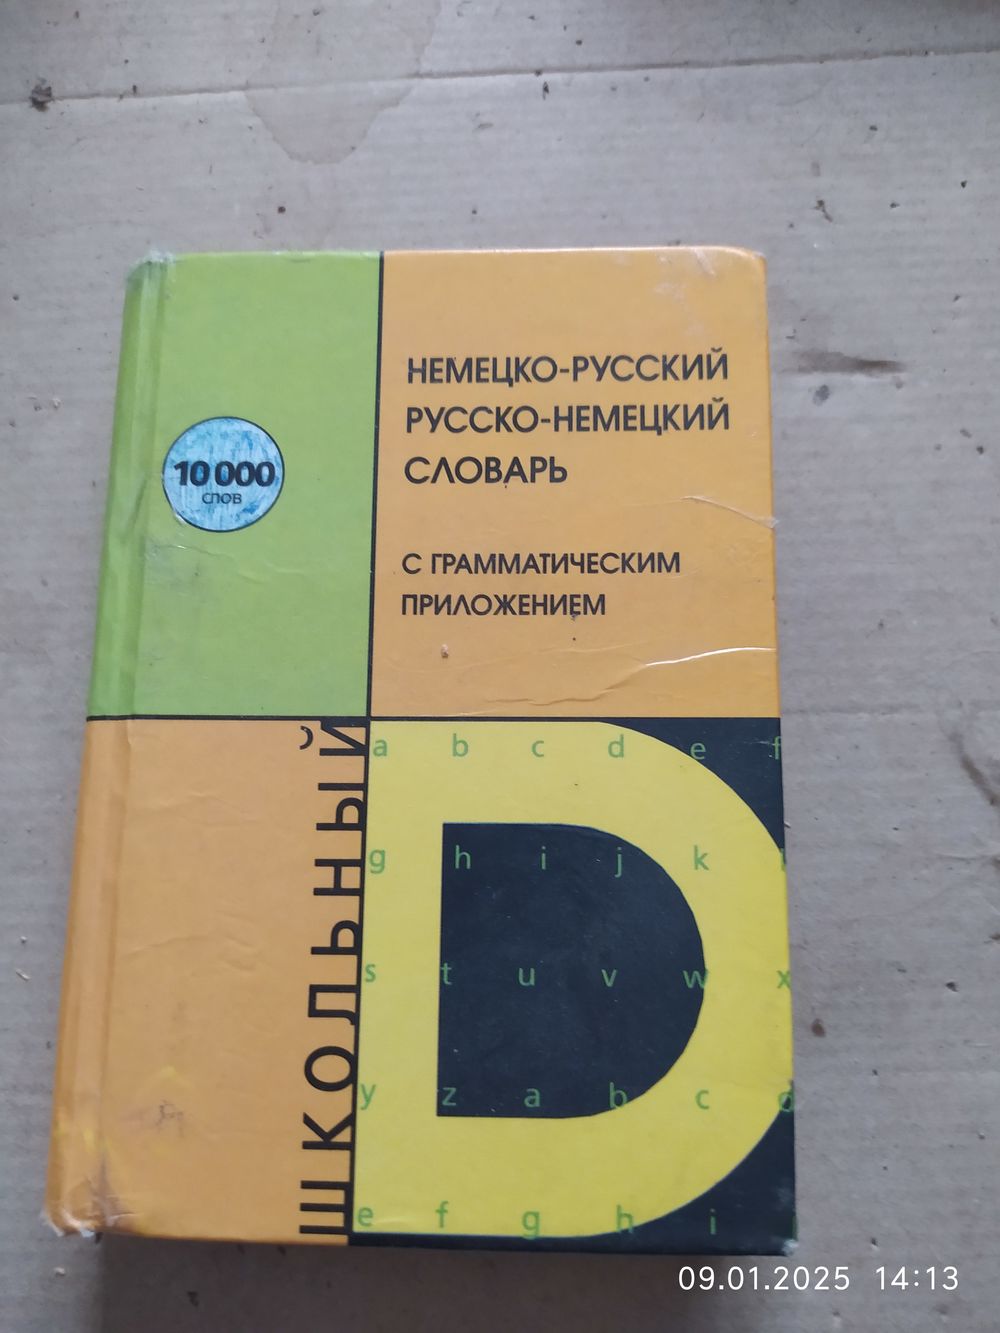 НЕМЕЦКО-РУССКИЙ
РУССКО-НЕМЕЦКИЙ
СЛОВАРЬ
10 000
СЛОВ
С ГРАММАТИЧЕСКИМ
ПРИЛОЖЕНИЕМ
ШКОЛЬНЫЙ
D
a b c d e f
g h i j k l
s t u v w x
y z a b c d
e f g h i
09.01.2025 14:13